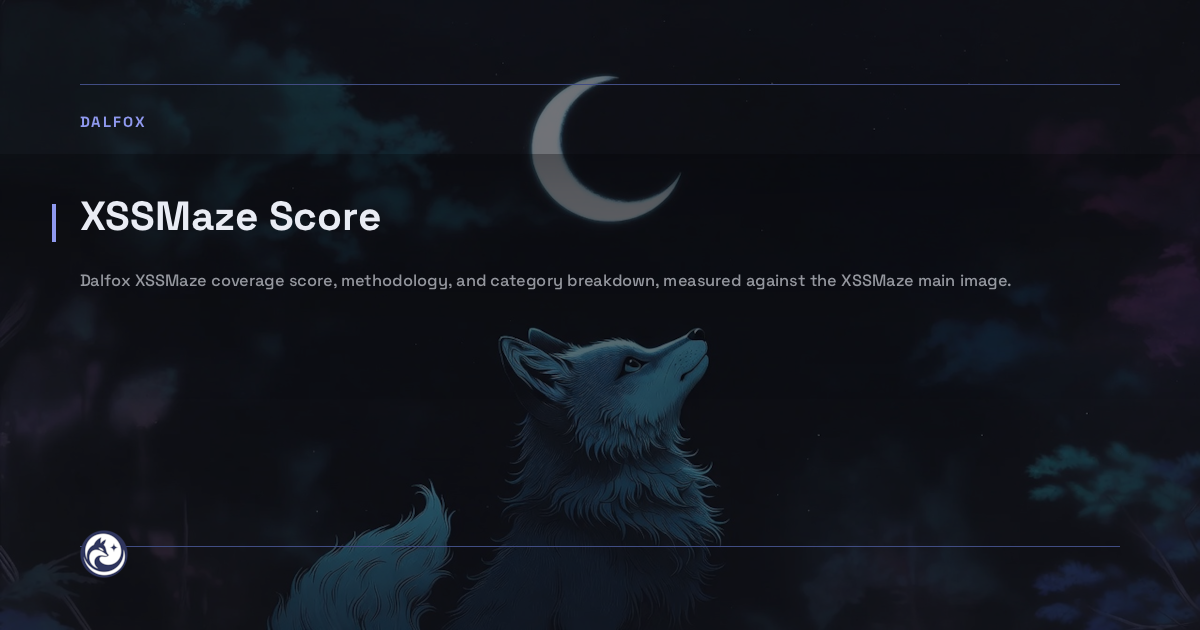 DALFOX
XSSMaze Score
Dalfox XSSMaze coverage score, methodology, and category breakdown, measured against the XSSMaze main image.